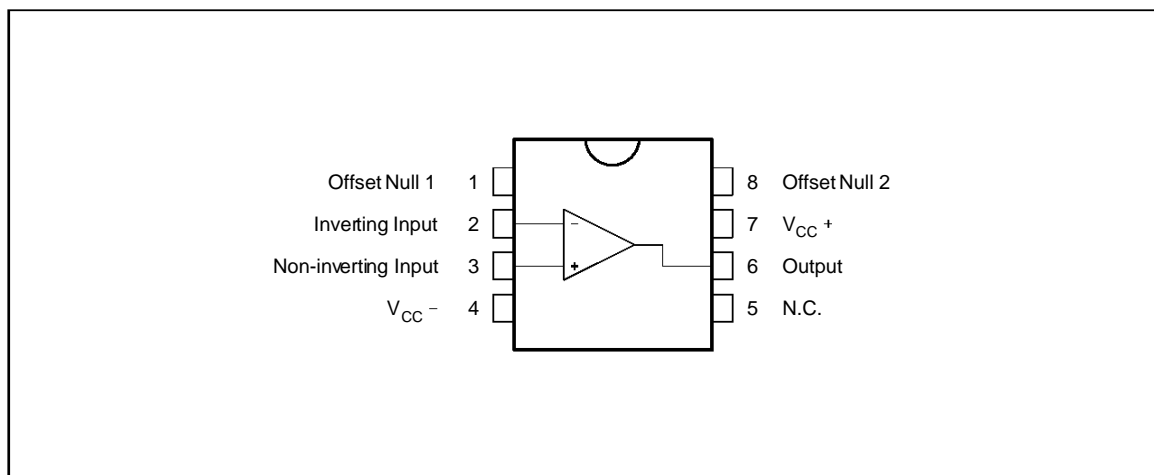 Offset Null 1 1 8 Offset Null 2
Inverting Input 2 - 7 VCC +
Non-inverting Input 3 + 6 Output
VCC - 4 5 N.C.